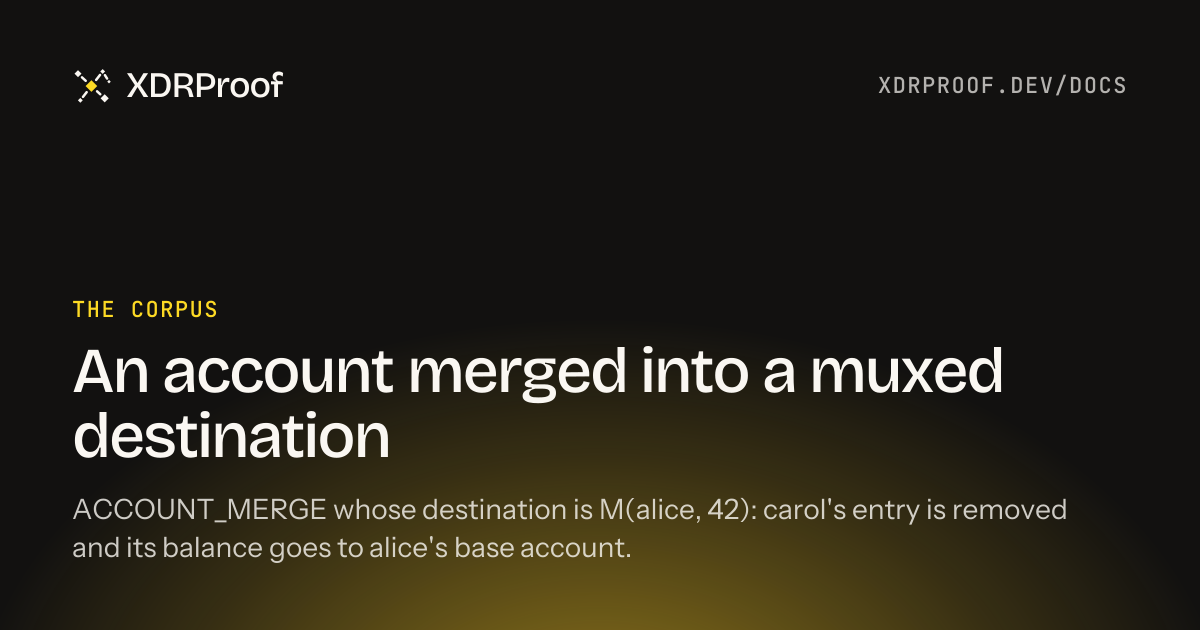 XDRProof
XDRPROOF.DEV/DOCS
THE CORPUS
An account merged into a muxed
destination
ACCOUNT_MERGE whose destination is M(alice, 42): carol's entry is removed
and its balance goes to alice's base account.